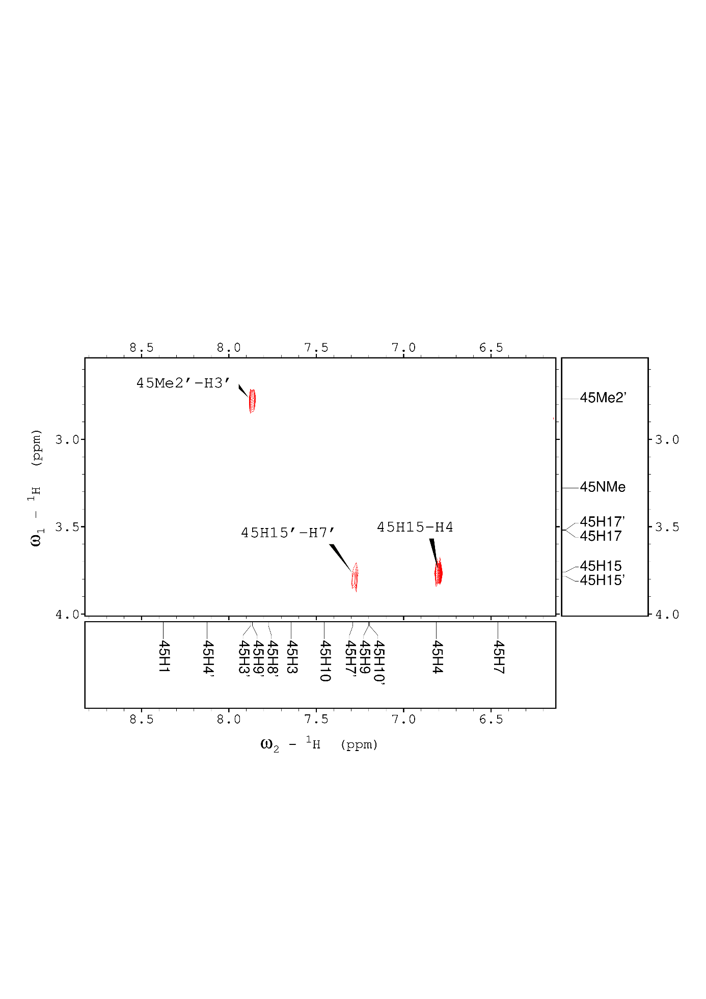 8.5 8.0 7.5 7.0 6.5
45Me2′-H3′
45Me2'
3.0 3.0
45NMe
45H15′-H7′
45H15-H4
3.5
45H17'
45H17
45H15
45H15'
4.0 4.0
ω1 - 1H (ppm)
45H1
45H4'
45H3'
45H9'
45H8'
45H3
45H10
45H7'
45H9
45H10'
45H4
45H7
8.5 8.0 7.5 7.0 6.5
ω2 - 1H (ppm)